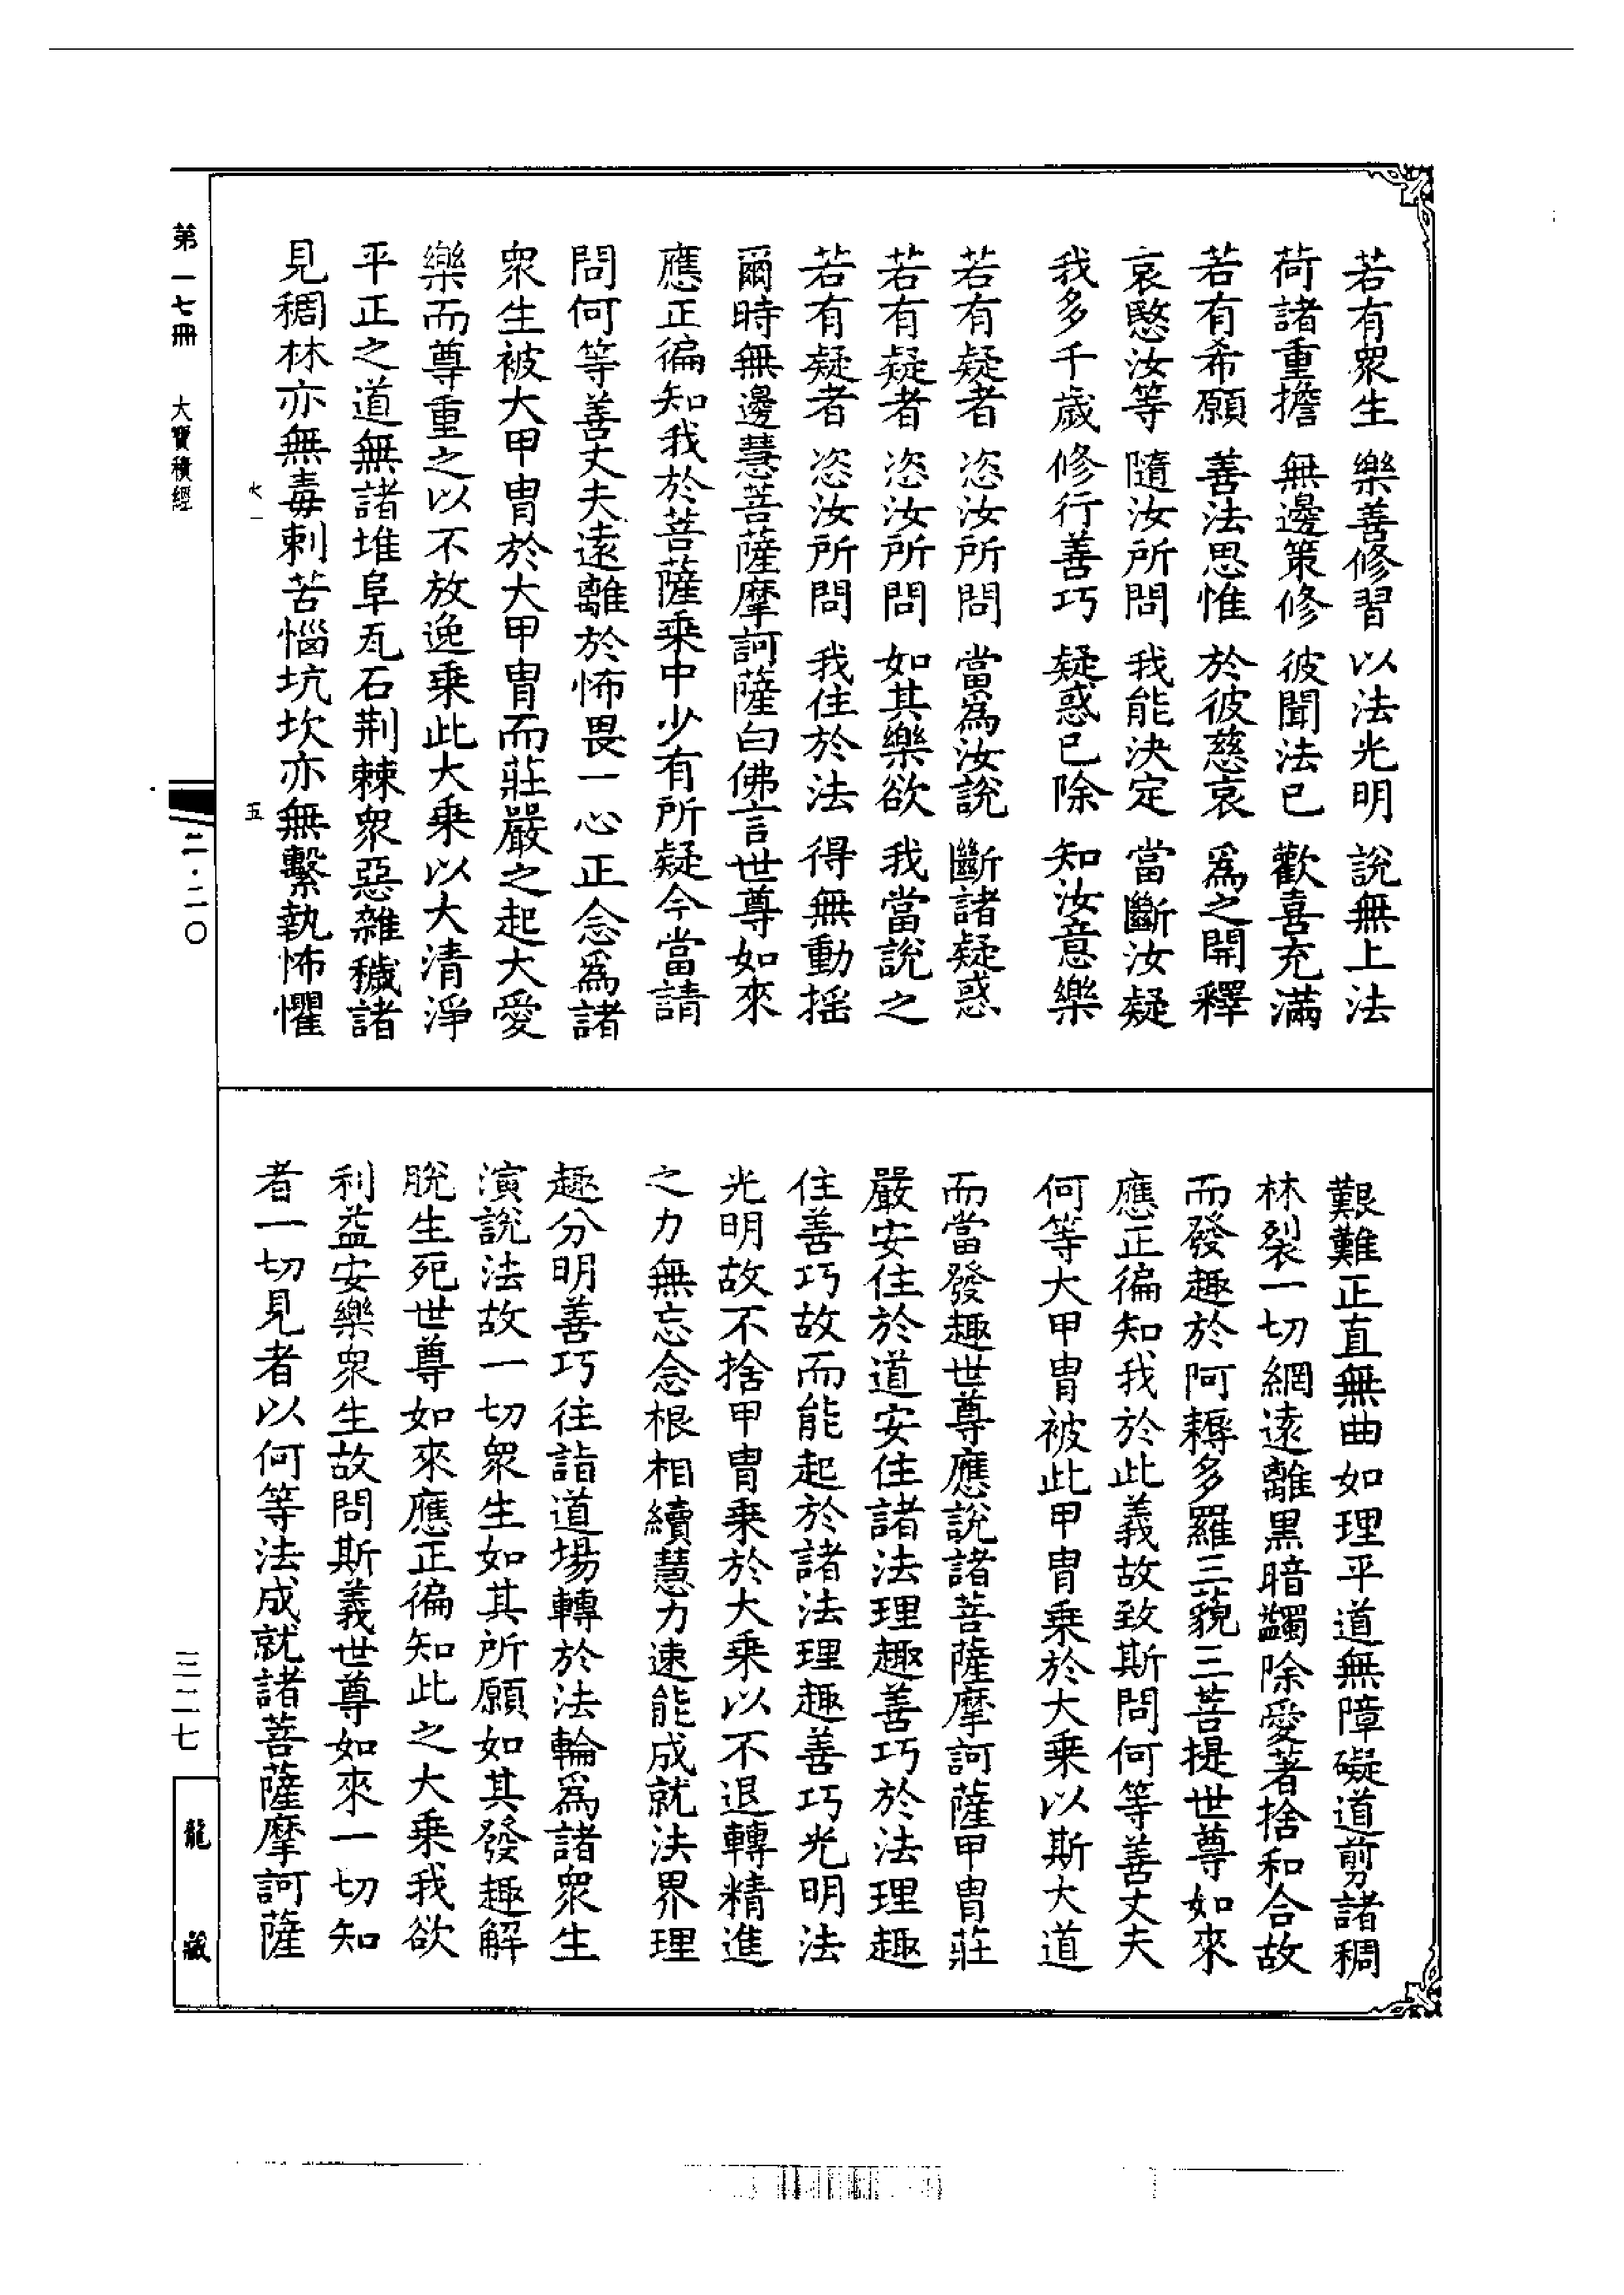 若有眾生 樂善修習 以法光明 說無上法
荷諸重擔 無邊策修 彼聞法已 歡喜充滿
若有希願 善法思惟 於彼慈哀 為之開釋
哀愍汝等 隨汝所問 我能決定 當斷汝疑
我多千歲 修行善巧 疑惑已除 知汝意樂
若有疑者 恣汝所問 當為汝說 斷諸疑惑
若有疑者 恣汝所問 如其樂欲 我當說之
若有疑者 恣汝所問 我住於法 得無動搖
爾時無邊慧菩薩摩訶薩白佛言世尊如來
應正徧知我於菩薩乘中少有所疑今當請
問何等善丈夫遠離於怖畏一心正念為諸
眾生被大甲冑於大甲冑而莊嚴之起大愛
樂而尊重之以不放逸乘此大乘以大清淨
平正之道無諸堆阜瓦石荆棘眾惡雜穢諸
見稠林亦無毒刺苦惱坑坎亦無繫執怖懼
艱難正直無曲如理平道無障礙道剪諸稠
林裂一切網遠離黑暗蠲除愛著捨和合故
而發趣於阿耨多羅三藐三菩提世尊如來
應正徧知我於此義故致斯問何等善丈夫
何等大甲冑被此甲冑乘於大乘以斯大道
而當發趣世尊應說諸菩薩摩訶薩甲冑莊
嚴安住於道安住諸法理趣善巧於法理趣
住善巧故而能起於諸法理趣善巧光明法
光明故不捨甲冑乘於大乘以不退轉精進
之力無忘念根相續慧力速能成就法界理
趣分明善巧往詣道場轉於法輪為諸眾生
演說法故一切眾生如其所願如其發趣解
脫生死世尊如來應正徧知此之大乘我欲
利益安樂眾生故問斯義世尊如來一切知
者一切見者以何等法成就諸菩薩摩訶薩
第一七冊 大寶積經
火一 五
二·二〇
三二七
龍藏